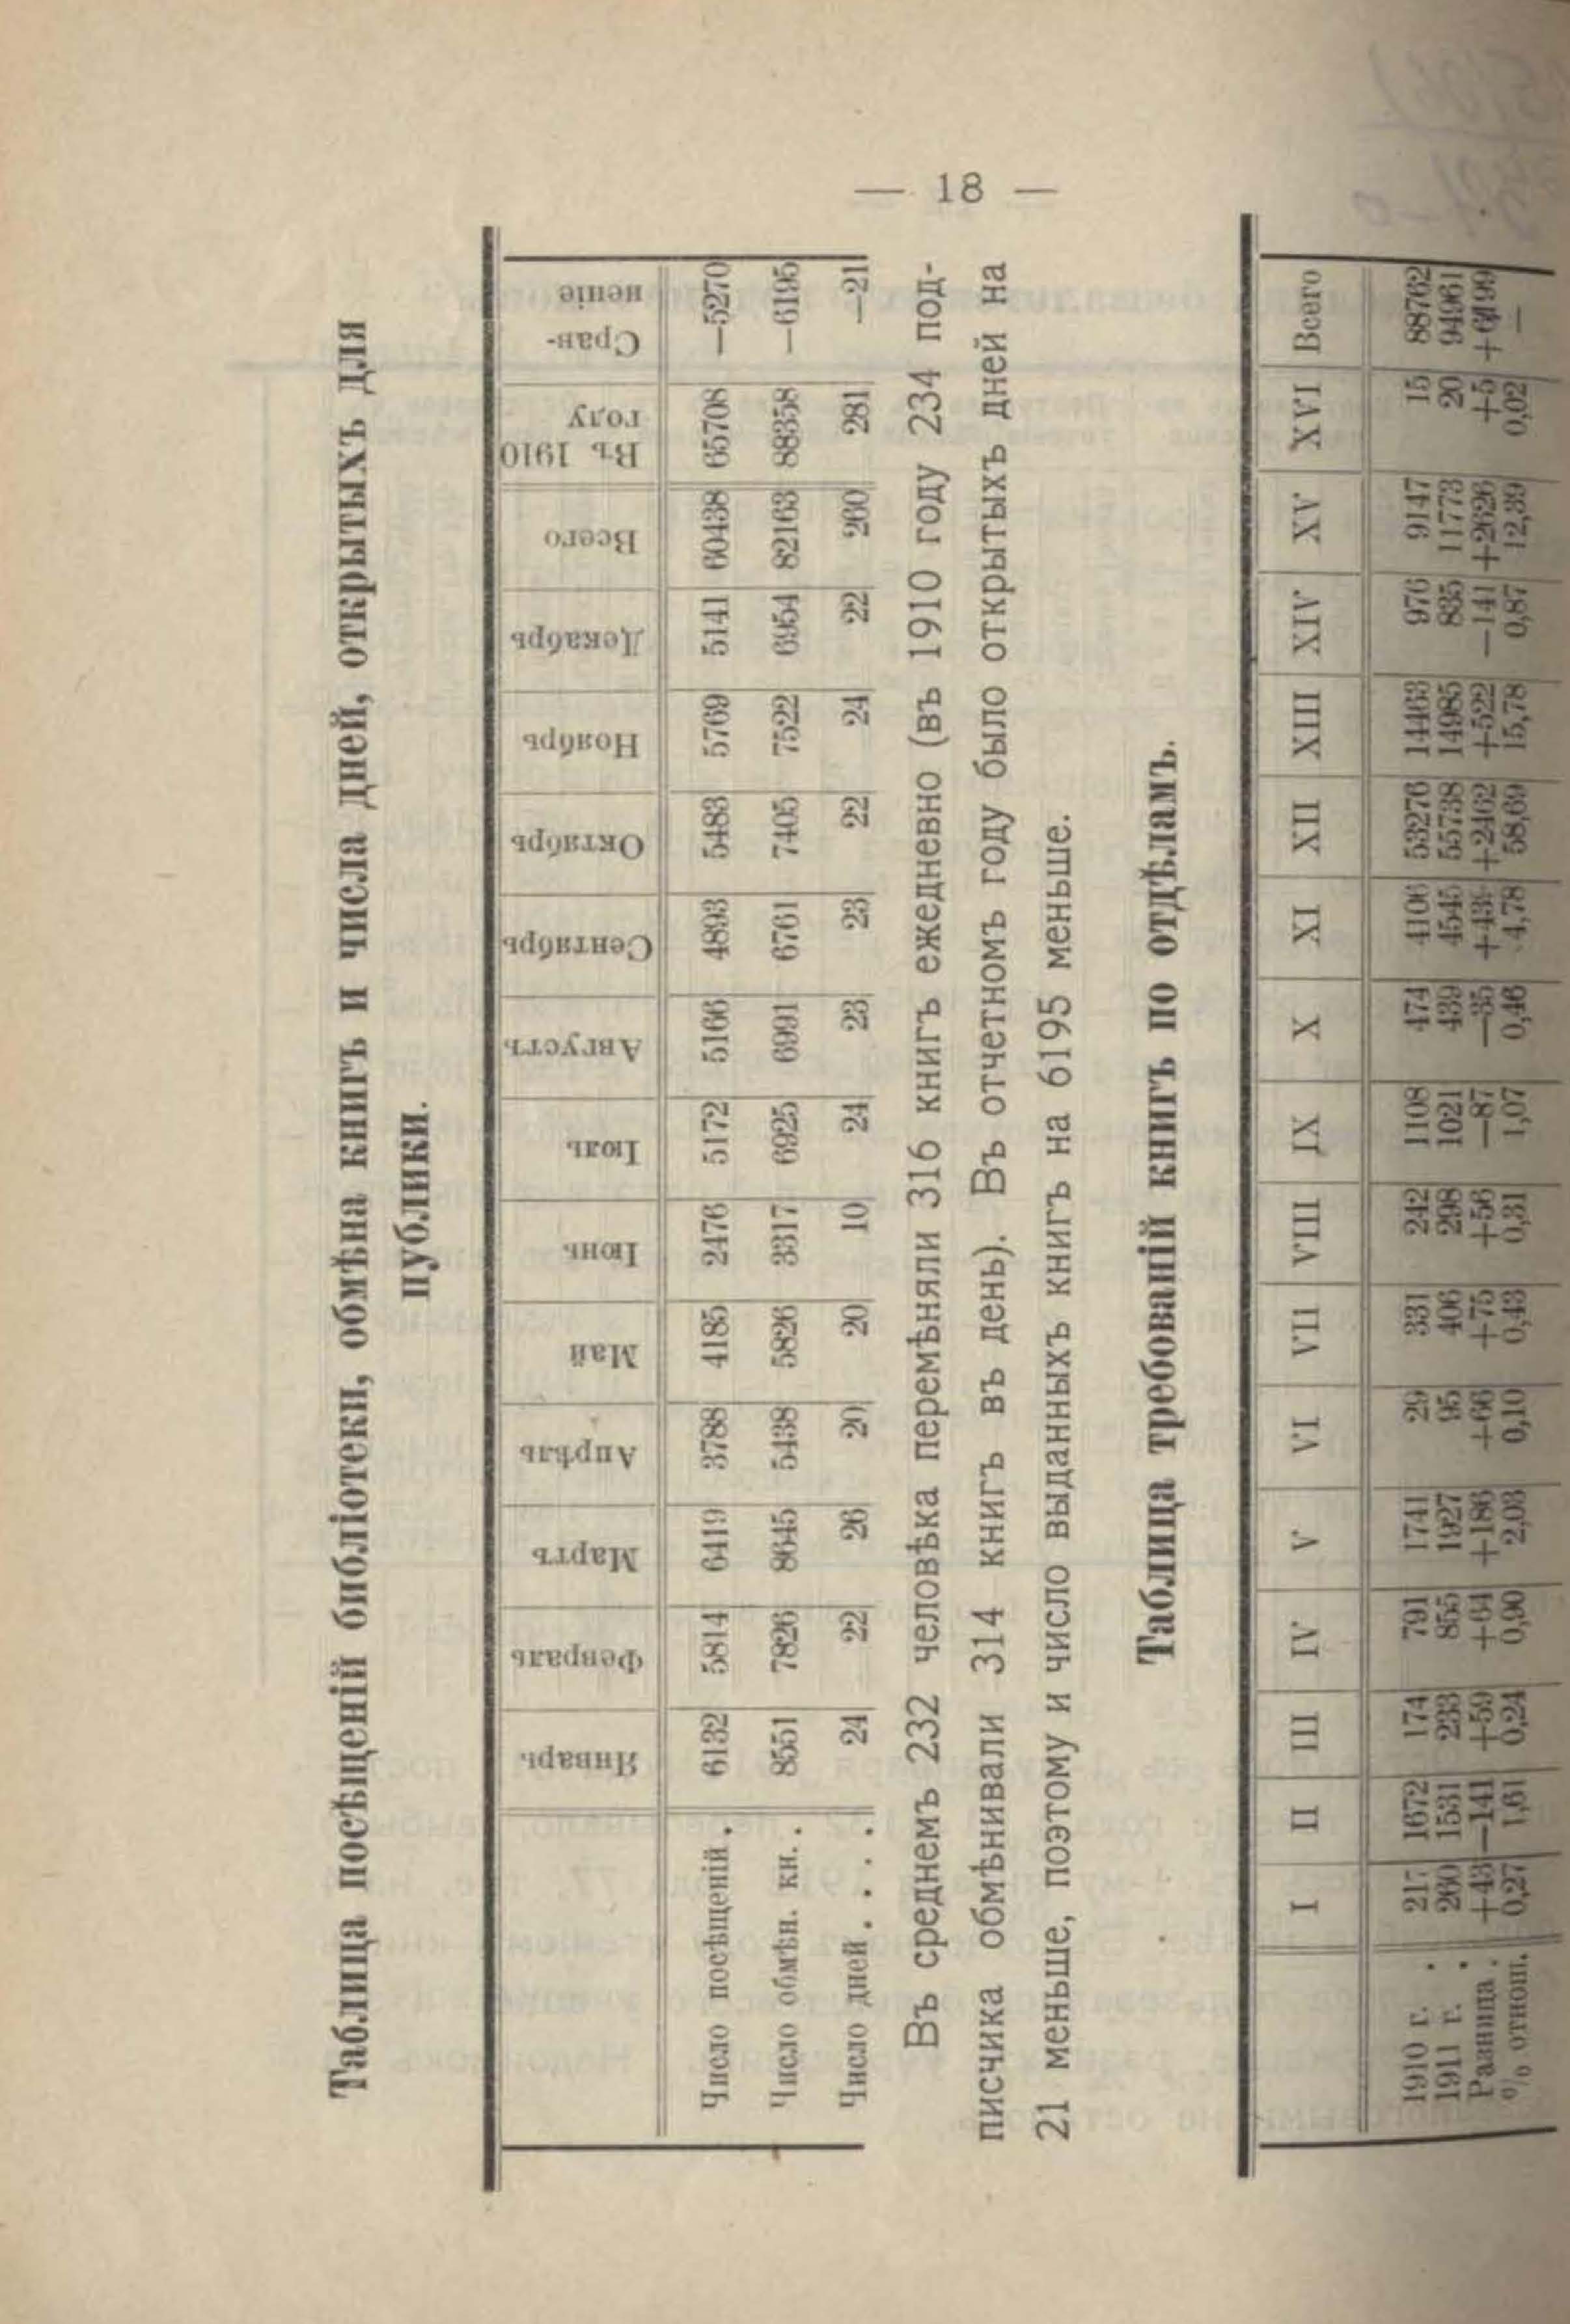 — 18 —
Таблица посѣщеній библіотеки, обмѣна книгъ и числа дней, открытыхъ для
публики.
Январь Февраль Мартъ Апрѣль Май Іюнь Іюль Августъ Сентябрь Октябрь Ноябрь Декабрь Всего Въ 1910 году Срав- неніе
Число посѣщеній . 6132 5814 6419 3788 4185 2476 5172 5166 4893 5483 5769 5141 60438 65708 —5270
Число обмѣн. кн. . 8551 7826 8645 5438 5826 3317 6925 6991 6761 7405 7522 6954 82163 88358 —6195
Число дней . . . . 24 22 26 20 20 10 24 23 23 22 24 22 260 281 —21
Въ среднемъ 232 человѣка перемѣняли 316 книгъ ежедневно (въ 1910 году 234 под-
писчика обмѣнивали 314 книгъ въ день). Въ отчетномъ году было открытыхъ дней на
21 меньше, поэтому и число выданныхъ книгъ на 6195 меньше.
Таблица требованій книгъ по отдѣламъ.
I II III IV V VI VII VIII IX X XI XII XIII XIV XV XVI Всего
1910 г. . 217 1672 174 791 1741 29 331 242 1108 474 4106 53276 14463 976 9147 15 88762
1911 г. . 260 1531 233 855 1927 95 406 298 1021 439 4545 55738 14985 835 11773 20 94961
Разница . +43 —141 +59 +64 +186 +66 +75 +56 —87 —35 +2462 +522 —141 +2626 +5
% отнош. 0,27 1,61 0,24 0,90 2,03 0,10 0,43 0,31 1,07 0,46 4,78 58,69 15,78 0,87 12,39 0,02 —